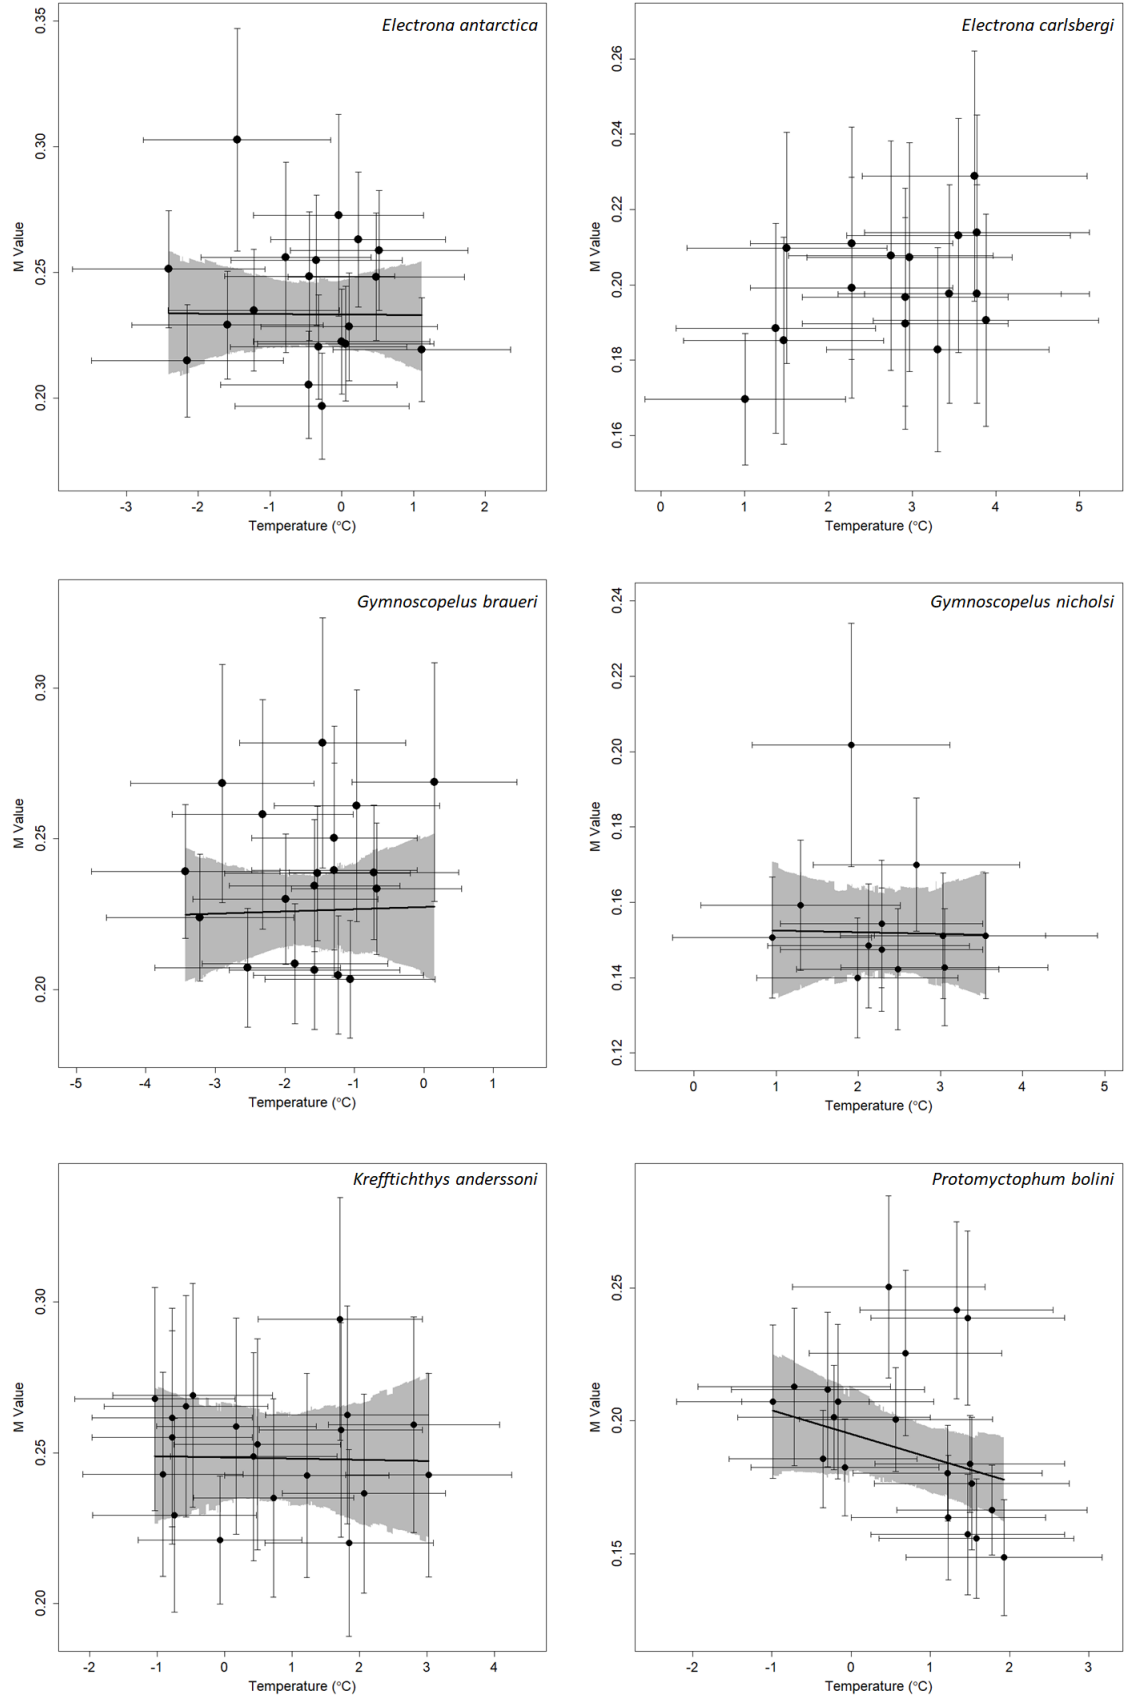 Electrona antarctica
0.35
0.30
0.25
0.20
M Value
-3 -2 -1 0 1 2
Temperature (°C)
Electrona carlsbergi
0.26
0.24
0.22
0.20
0.18
0.16
M Value
0 1 2 3 4 5
Temperature (°C)
Gymnoscopelus braueri
0.30
0.25
0.20
M Value
-5 -4 -3 -2 -1 0 1
Temperature (°C)
Gymnoscopelus nicholsi
0.24
0.22
0.20
0.18
0.16
0.14
0.12
M Value
0 1 2 3 4 5
Temperature (°C)
Krefftichthys anderssoni
0.30
0.25
0.20
M Value
-2 -1 0 1 2 3 4
Temperature (°C)
Protomyctophum bolini
0.25
0.20
0.15
M Value
-2 -1 0 1 2 3
Temperature (°C)